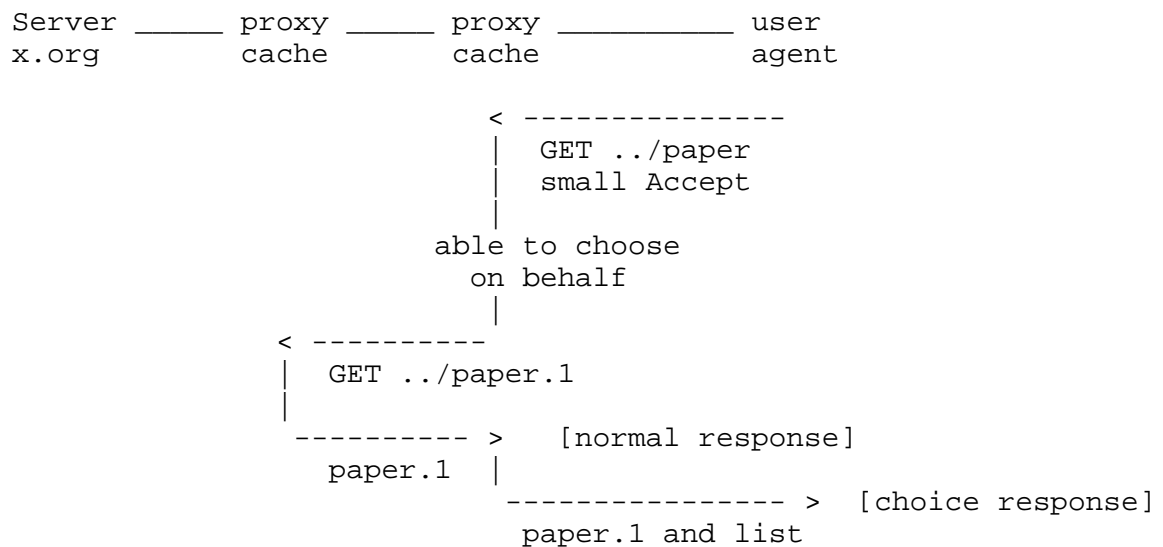 Server _____ proxy _____ proxy __________ user
x.org        cache       cache            agent
< ---------------
| GET ../paper
| small Accept
|
able to choose
on behalf
|
< ----------
| GET ../paper.1
|
---------- > [normal response]
paper.1 |
---------------- > [choice response]
paper.1 and list